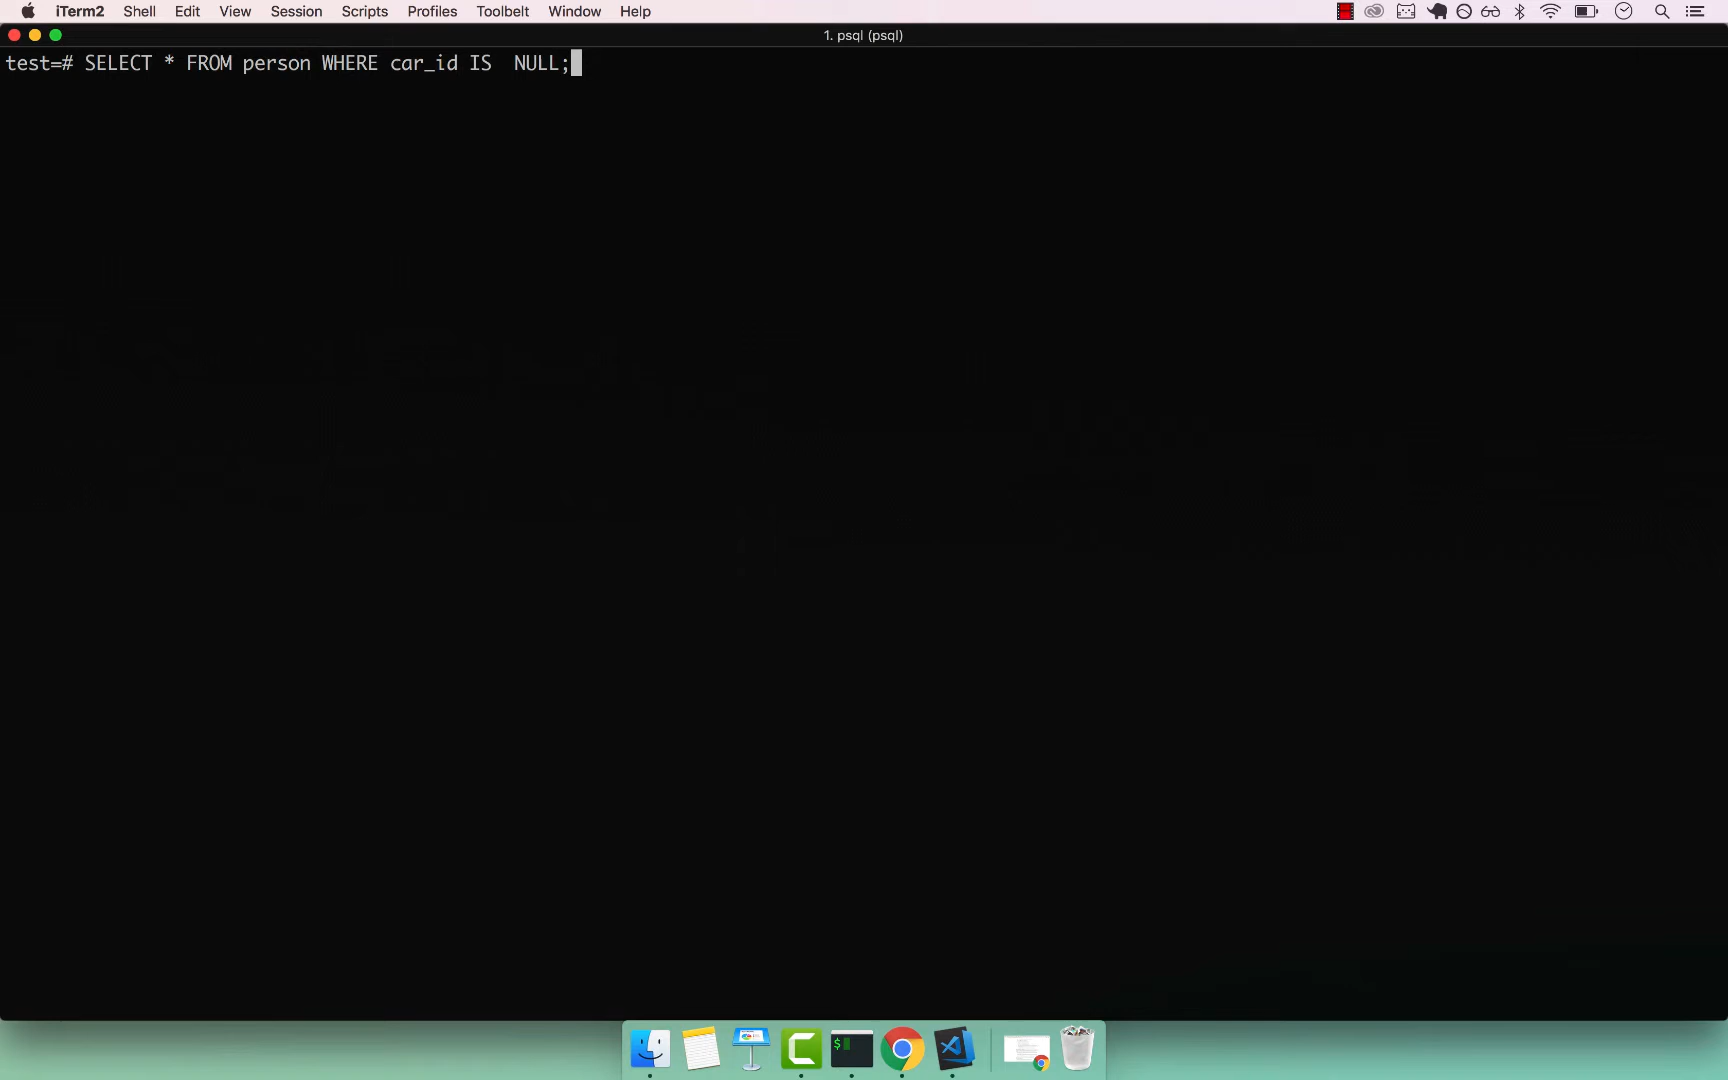 iTerm2 Shell Edit View Session Scripts Profiles Toolbelt Window Help
1. psql (psql)
test=# SELECT * FROM person WHERE car_id IS  NULL;
$